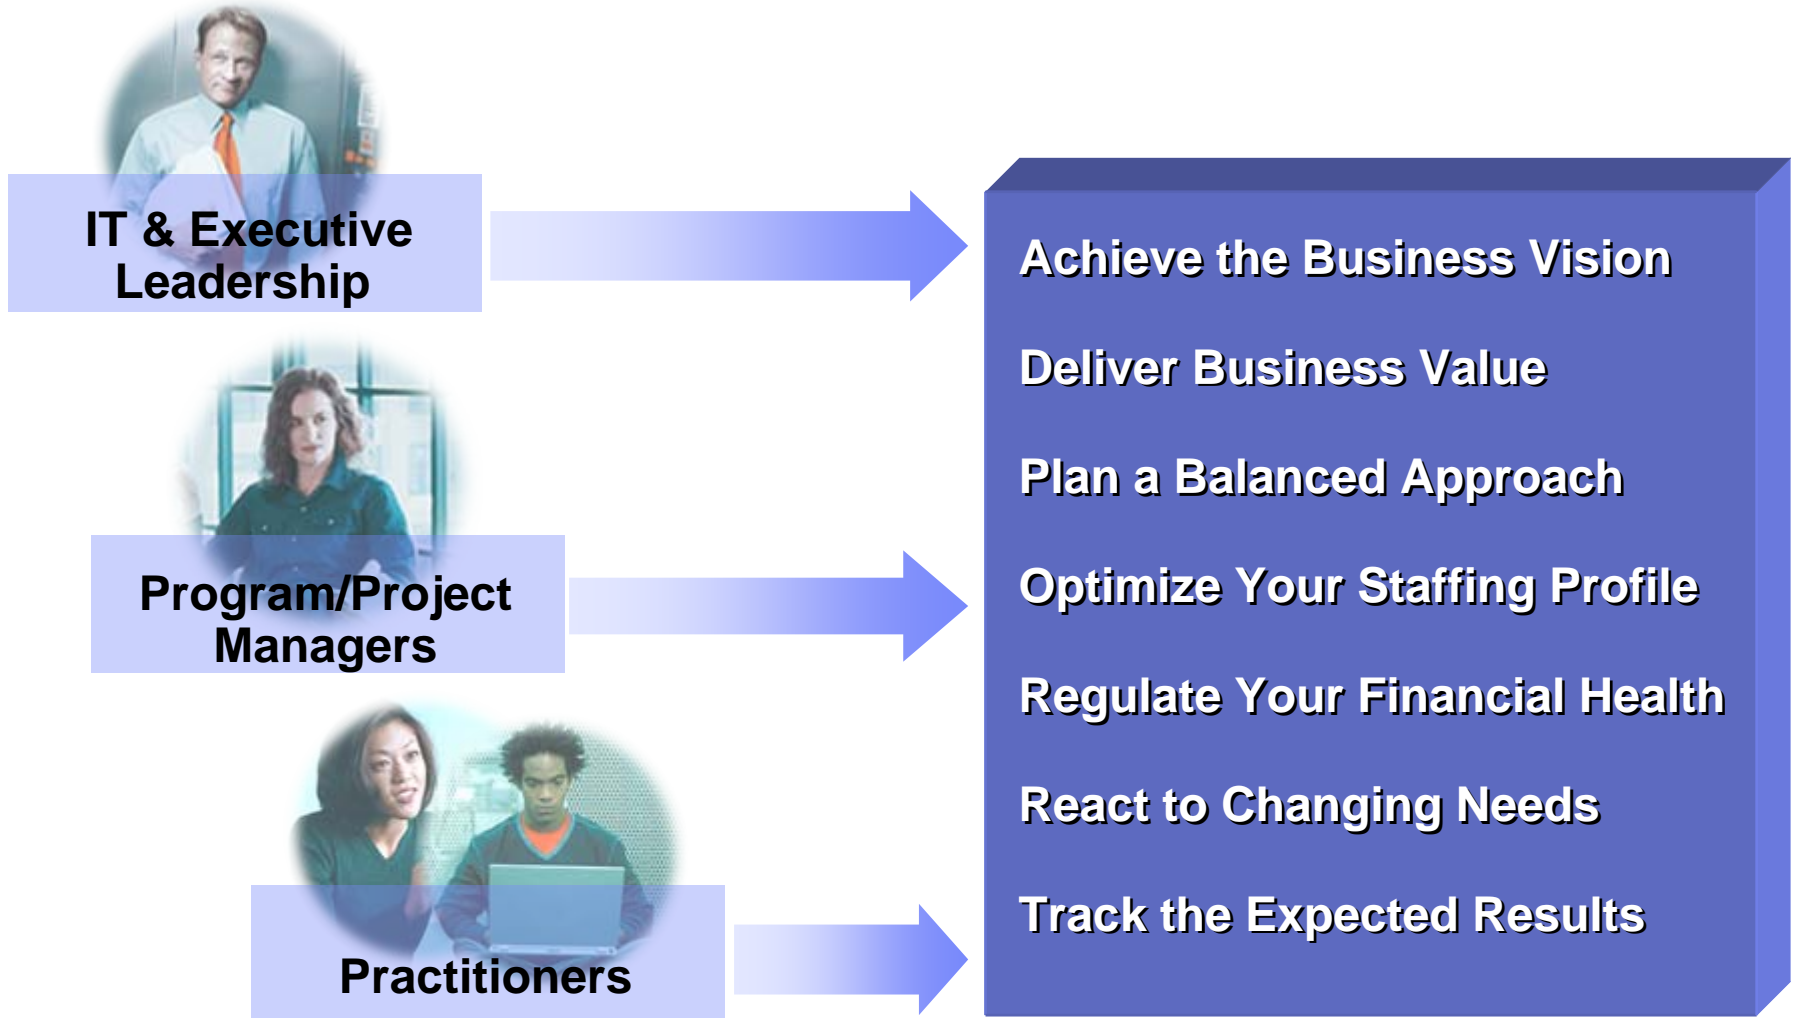 IT & Executive
Leadership
Program/Project
Managers
Practitioners
Achieve the Business Vision
Deliver Business Value
Plan a Balanced Approach
Optimize Your Staffing Profile
Regulate Your Financial Health
React to Changing Needs
Track the Expected Results